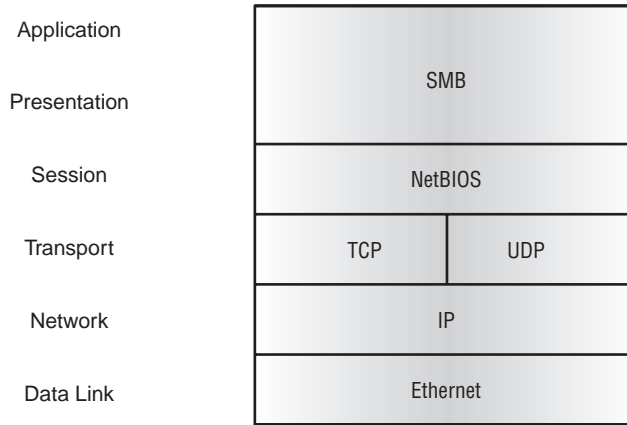 Application
Presentation
SMB
Session
NetBIOS
Transport
TCP
UDP
Network
IP
Data Link
Ethernet